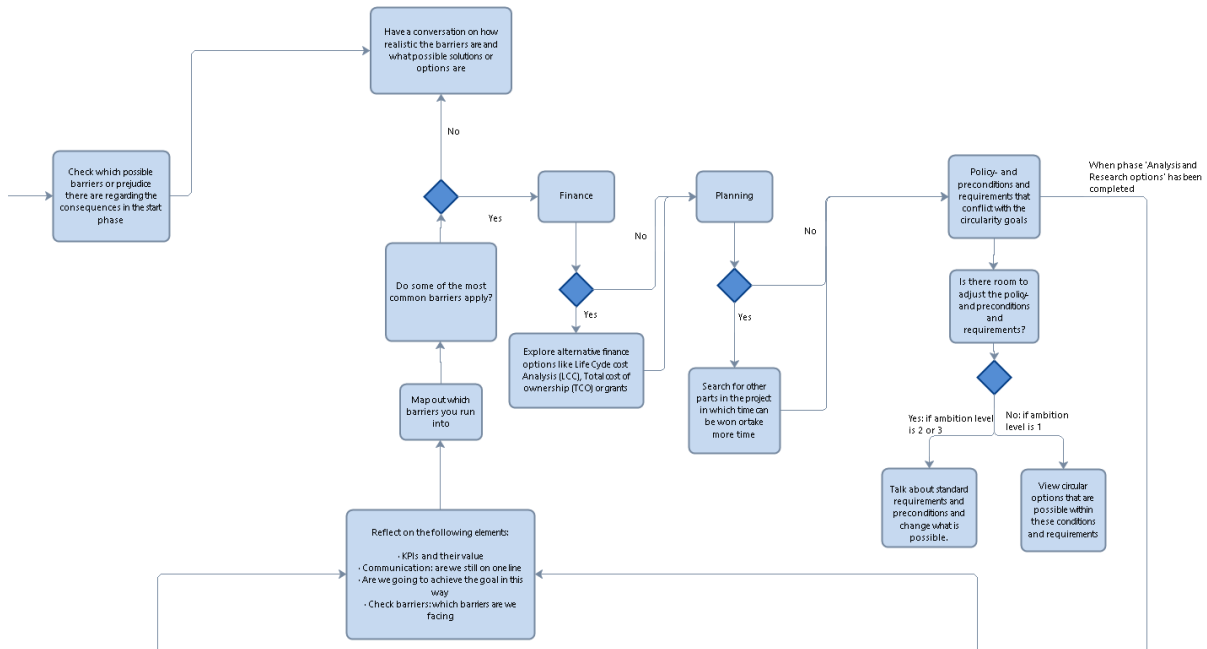 Have a conversation on how
realistic the barriers are and
what possible solutions or
options are
No
Check which possible
barriers or prejudice
there are regarding the
consequences in the start
phase
Yes
Finance
No
Planning
No
Policy- and
preconditions and
requirements that
conflict with the
circularity goals
When phase 'Analysis and
Research options' has been
completed
Do some of the most
common barriers apply?
Yes
Yes
Is there room to
adjust the policy-
and preconditions
and
requirements?
Explore alternative finance
options like Life Cycle cost
Analysis (LCC), Total cost of
ownership (TCO) or grants
Search for other
parts in the project
in which time can
be won or take
more time
Map out which
barriers you run
into
Yes: if ambition level
is 2 or 3
No: if ambition
level is 1
Talk about standard
requirements and
preconditions and
change what is
possible.
View circular
options that are
possible within
these conditions
and requirements
Reflect on the following elements:
· KPIs and their value
· Communication: are we still on one line
· Are we going to achieve the goal in this
way
· Check barriers: which barriers are we
facing